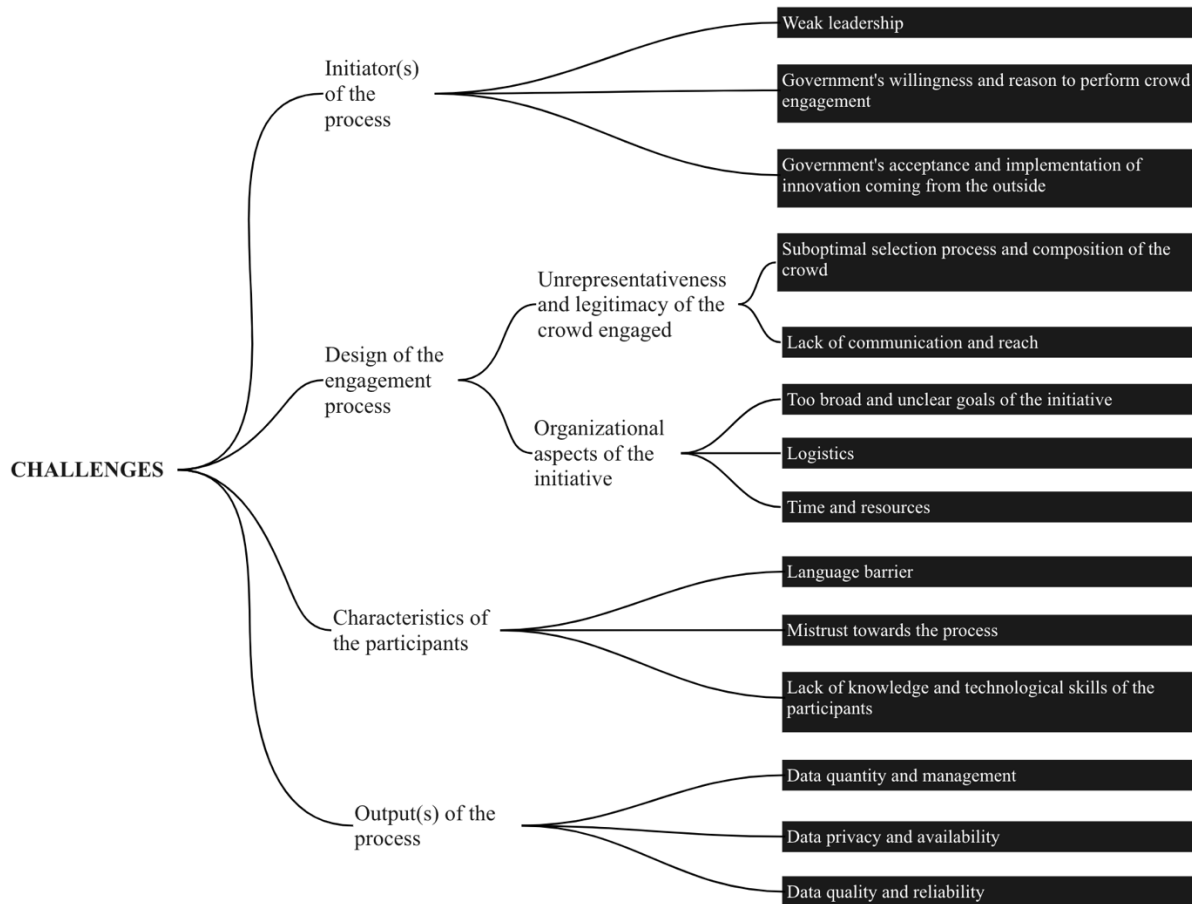 Weak leadership
Initiator(s)
of the
process
Government's willingness and reason to perform crowd
engagement
Government's acceptance and implementation of
innovation coming from the outside
Suboptimal selection process and composition of the
crowd
Unrepresentativeness
and legitimacy of the
crowd engaged
Lack of communication and reach
Design of the
engagement
process
Too broad and unclear goals of the initiative
Organizational
aspects of the
initiative
Logistics
Time and resources
CHALLENGES
Language barrier
Characteristics of
the participants
Mistrust towards the process
Lack of knowledge and technological skills of the
participants
Data quantity and management
Output(s) of the
process
Data privacy and availability
Data quality and reliability